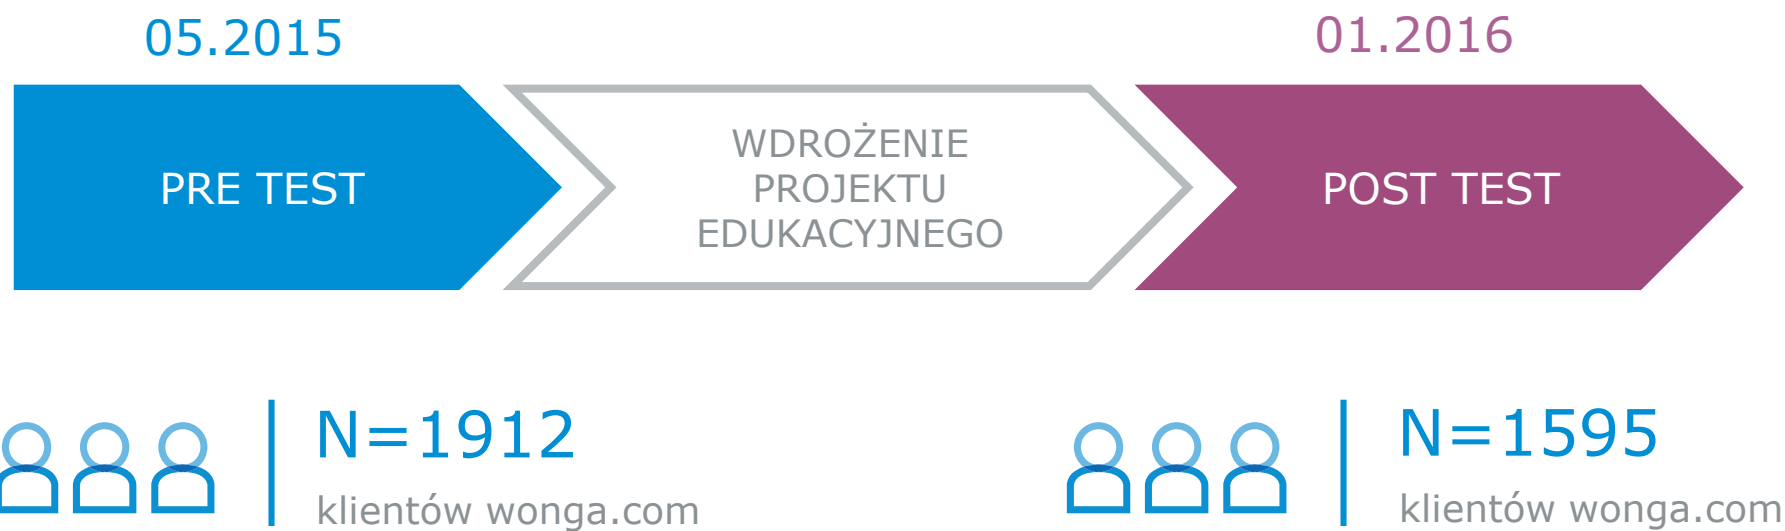 05.2015
01.2016
PRE TEST
WDROŻENIE
PROJEKTU
EDUKACYJNEGO
POST TEST
N=1912
klientów wonga.com
N=1595
klientów wonga.com